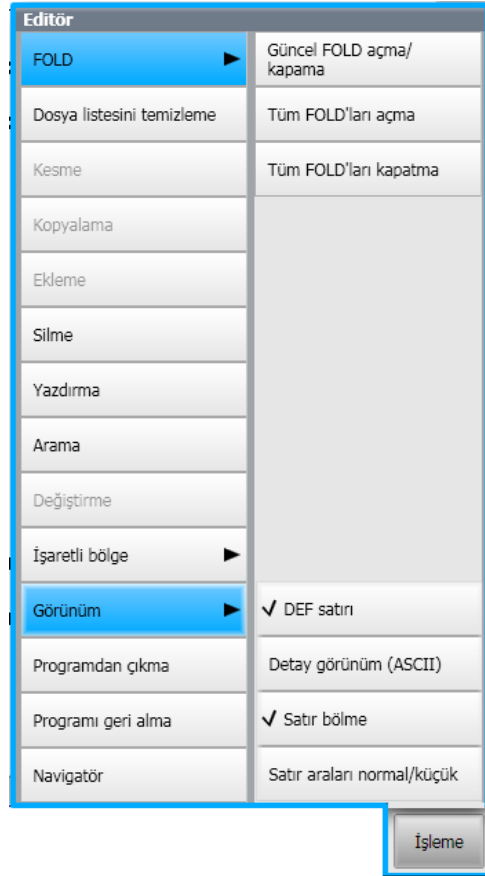 Editör
FOLD
Dosya listesini temizleme
Kesme
Kopyalama
Ekleme
Silme
Yazdırma
Arama
Değiştirme
İşaretli bölge
Görünüm
Programdan çıkma
Programı geri alma
Navigatör
Güncel FOLD açma/
kapama
Tüm FOLD'ları açma
Tüm FOLD'ları kapatma
DEF satırı
Detay görünüm (ASCII)
Satır bölme
Satır araları normal/küçük
İşleme